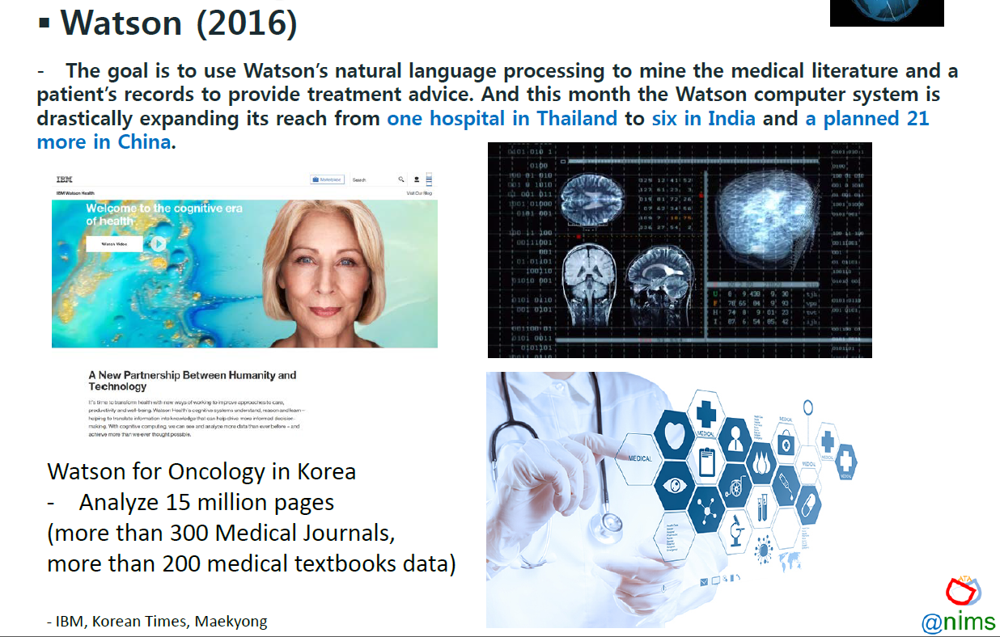 ▪ Watson (2016)
- The goal is to use Watson's natural language processing to mine the medical literature and a
patient's records to provide treatment advice. And this month the Watson computer system is
drastically expanding its reach from one hospital in Thailand to six in India and a planned 21
more in China.
IBM
Marketplace
Search
IBM Watson Health
Visit Our Blog
Welcome to the cognitive era
of health
Watch Video
A New Partnership Between Humanity and
Technology
It's time to transform health with new ways of working to improve approaches to care,
productivity and well-being. Watson Health's cognitive systems understand, reason and learn –
helping to translate information into knowledge that can help drive more informed decision-
making. With cognitive computing, we can see and analyze more data than ever before – and
achieve more than we ever thought possible.
MEDICAL
MEDICAL
MEDICAL
MEDICAL
MEDICAL
MEDICAL
Watson for Oncology in Korea
- Analyze 15 million pages
(more than 300 Medical Journals,
more than 200 medical textbooks data)
- IBM, Korean Times, Maekyong
ATA
@nims